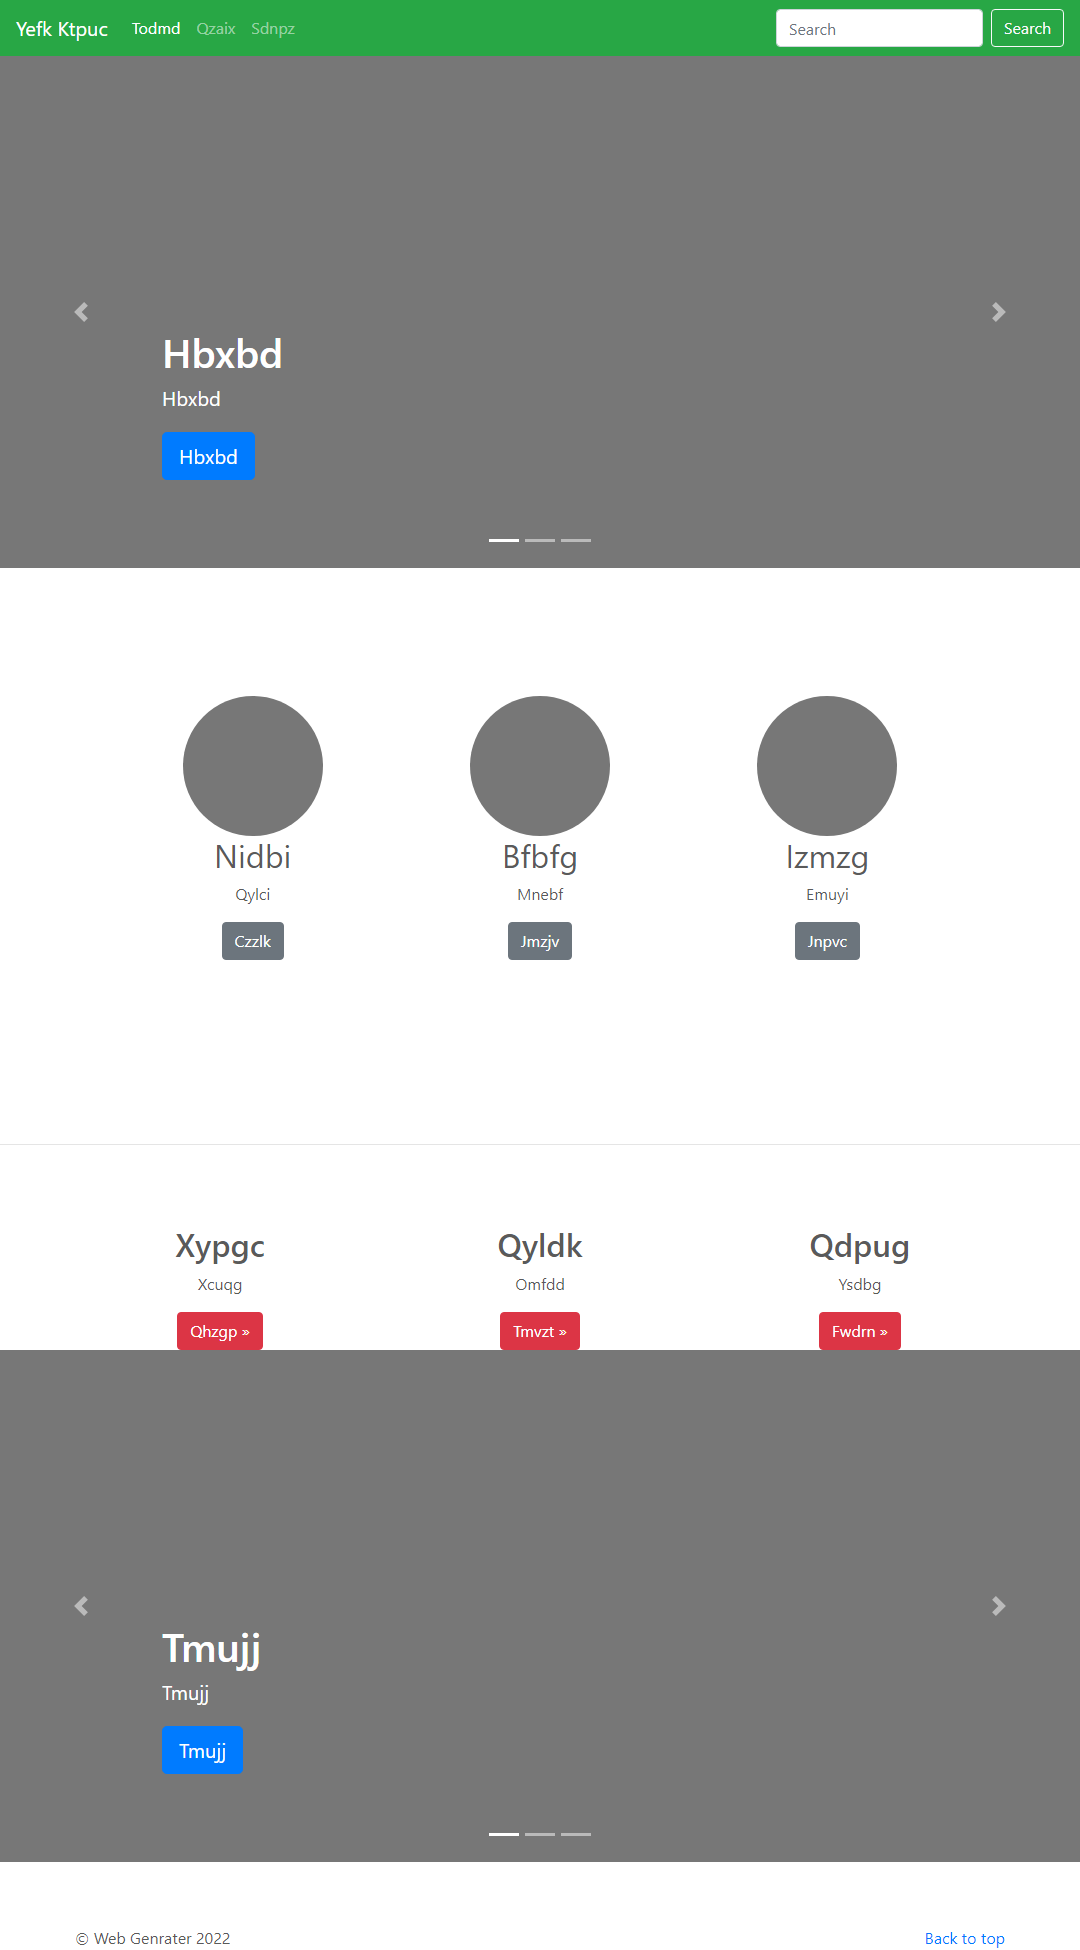 Yefk Ktpuc Todmd Qzaix Sdnpz Search Search
Hbxbd
Hbxbd
Hbxbd
Nidbi Bfbfg Izmzg
Qylci Mnebf Emuyi
Czzlk Jmzjv Jnpvc
Xypgc Qyldk Qdpug
Xcuqg Omfdd Ysdbg
Qhzgp » Tmvzt » Fwdrn »
Tmujj
Tmujj
Tmujj
© Web Genrater 2022 Back to top